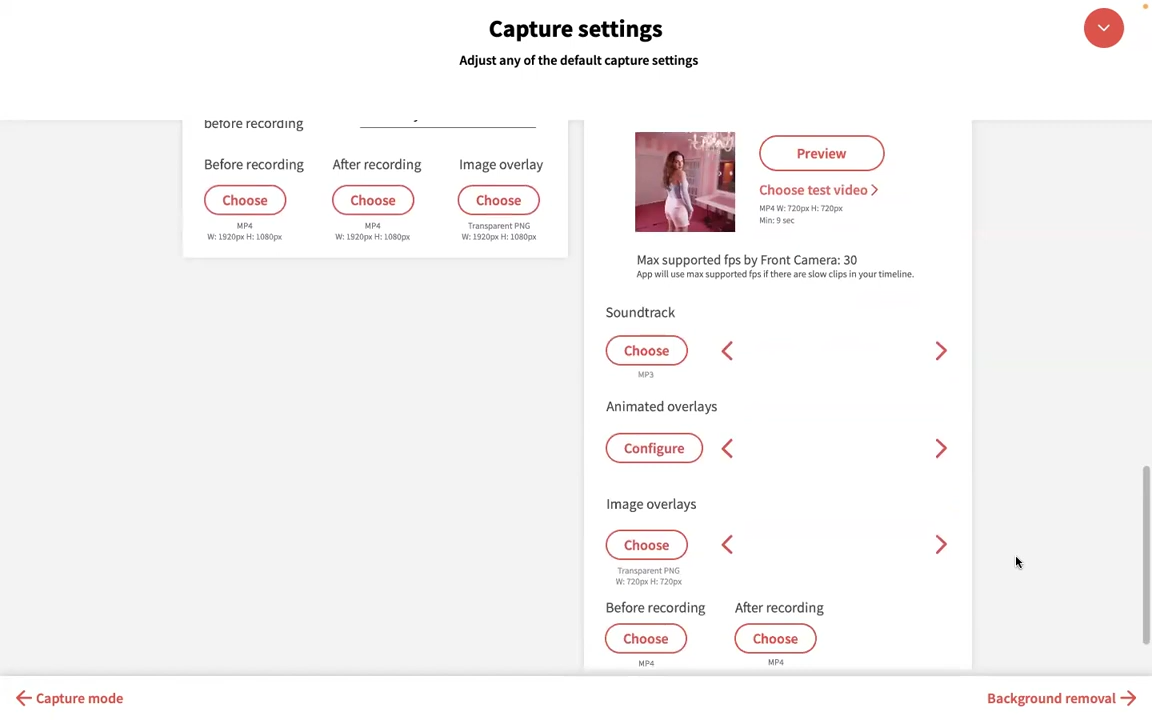 Capture settings
Adjust any of the default capture settings
before recording
Before recording After recording Image overlay
Choose Choose Choose
MP4 MP4 Transparent PNG
W: 1920px H: 1080px W: 1920px H: 1080px W: 1920px H: 1080px
Preview
Choose test video
MP4 W: 720px H: 720px
Min: 9 sec
Max supported fps by Front Camera: 30
App will use max supported fps if there are slow clips in your timeline.
Soundtrack
Choose
MP3
Animated overlays
Configure
Image overlays
Choose
Transparent PNG
W: 720px H: 720px
Before recording After recording
Choose Choose
MP4 MP4
Capture mode Background removal